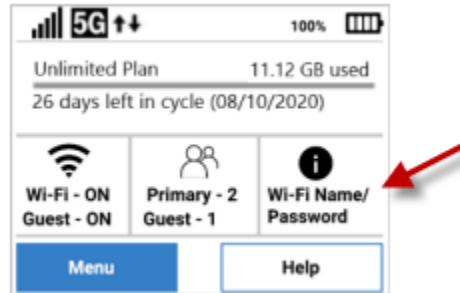 5G 100%
Unlimited Plan 11.12 GB used
26 days left in cycle (08/10/2020)
Wi-Fi - ON Primary - 2 Wi-Fi Name/
Guest - ON Guest - 1 Password
Menu Help